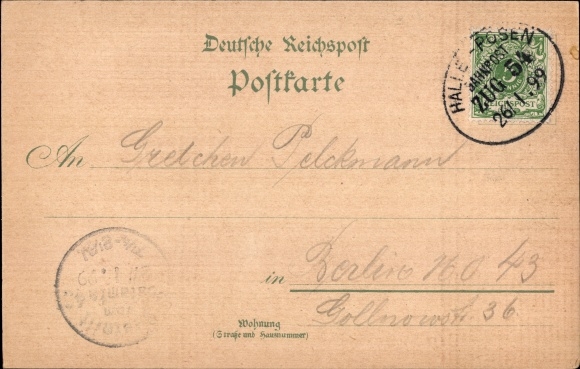 Deutsche Reichspost
Postkarte
HALLE - POSEN
BAHNPOST
ZUG 54
REICHSPOST
An Gretchen Pelckmann
in Berlin N.O. 43
Gollnowstr. 36
Wohnung
(Straße und Hausnummer)